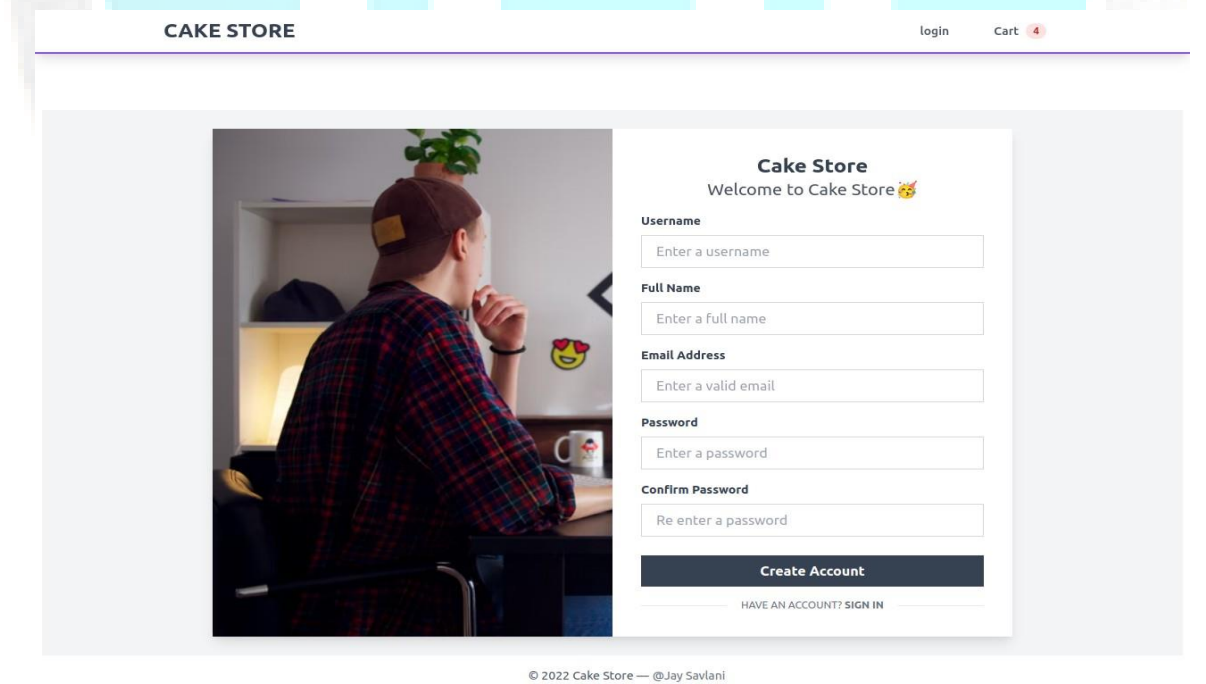 CAKE STORE
login
Cart 4
Cake Store
Welcome to Cake Store🥳
Username
Enter a username
Full Name
Enter a full name
Email Address
Enter a valid email
Password
Enter a password
Confirm Password
Re enter a password
Create Account
HAVE AN ACCOUNT? SIGN IN
© 2022 Cake Store — @Jay Savlani